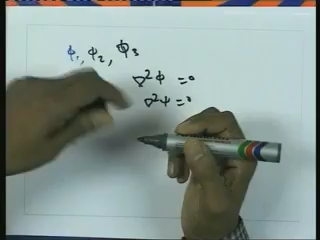 ϕ₁, ϕ₂, ϕ₃
∇²ϕ = 0
∇²ψ = 0